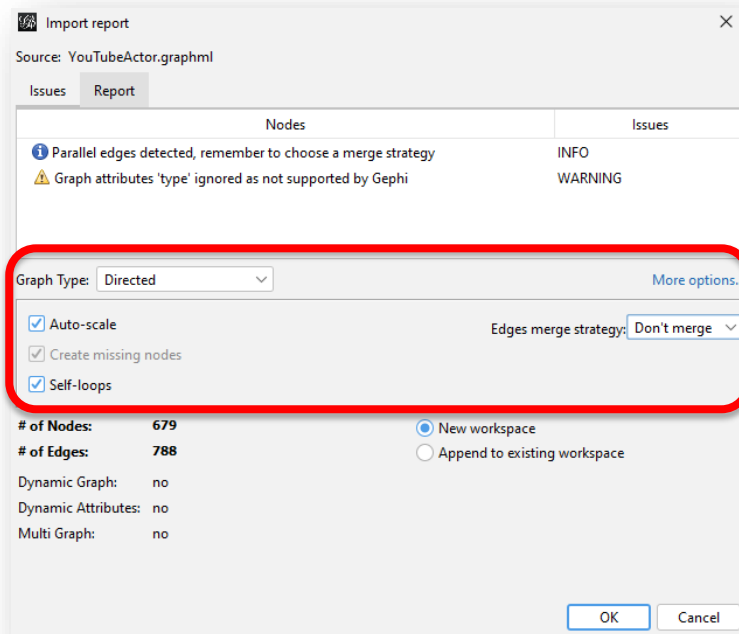 Import report
Source: YouTubeActor.graphml
Issues Report
Nodes Issues
Parallel edges detected, remember to choose a merge strategy INFO
Graph attributes 'type' ignored as not supported by Gephi WARNING
Graph Type: Directed More options.
Auto-scale
Edges merge strategy: Don't merge
Create missing nodes
Self-loops
# of Nodes: 679 New workspace
# of Edges: 788 Append to existing workspace
Dynamic Graph: no
Dynamic Attributes: no
Multi Graph: no
OK Cancel